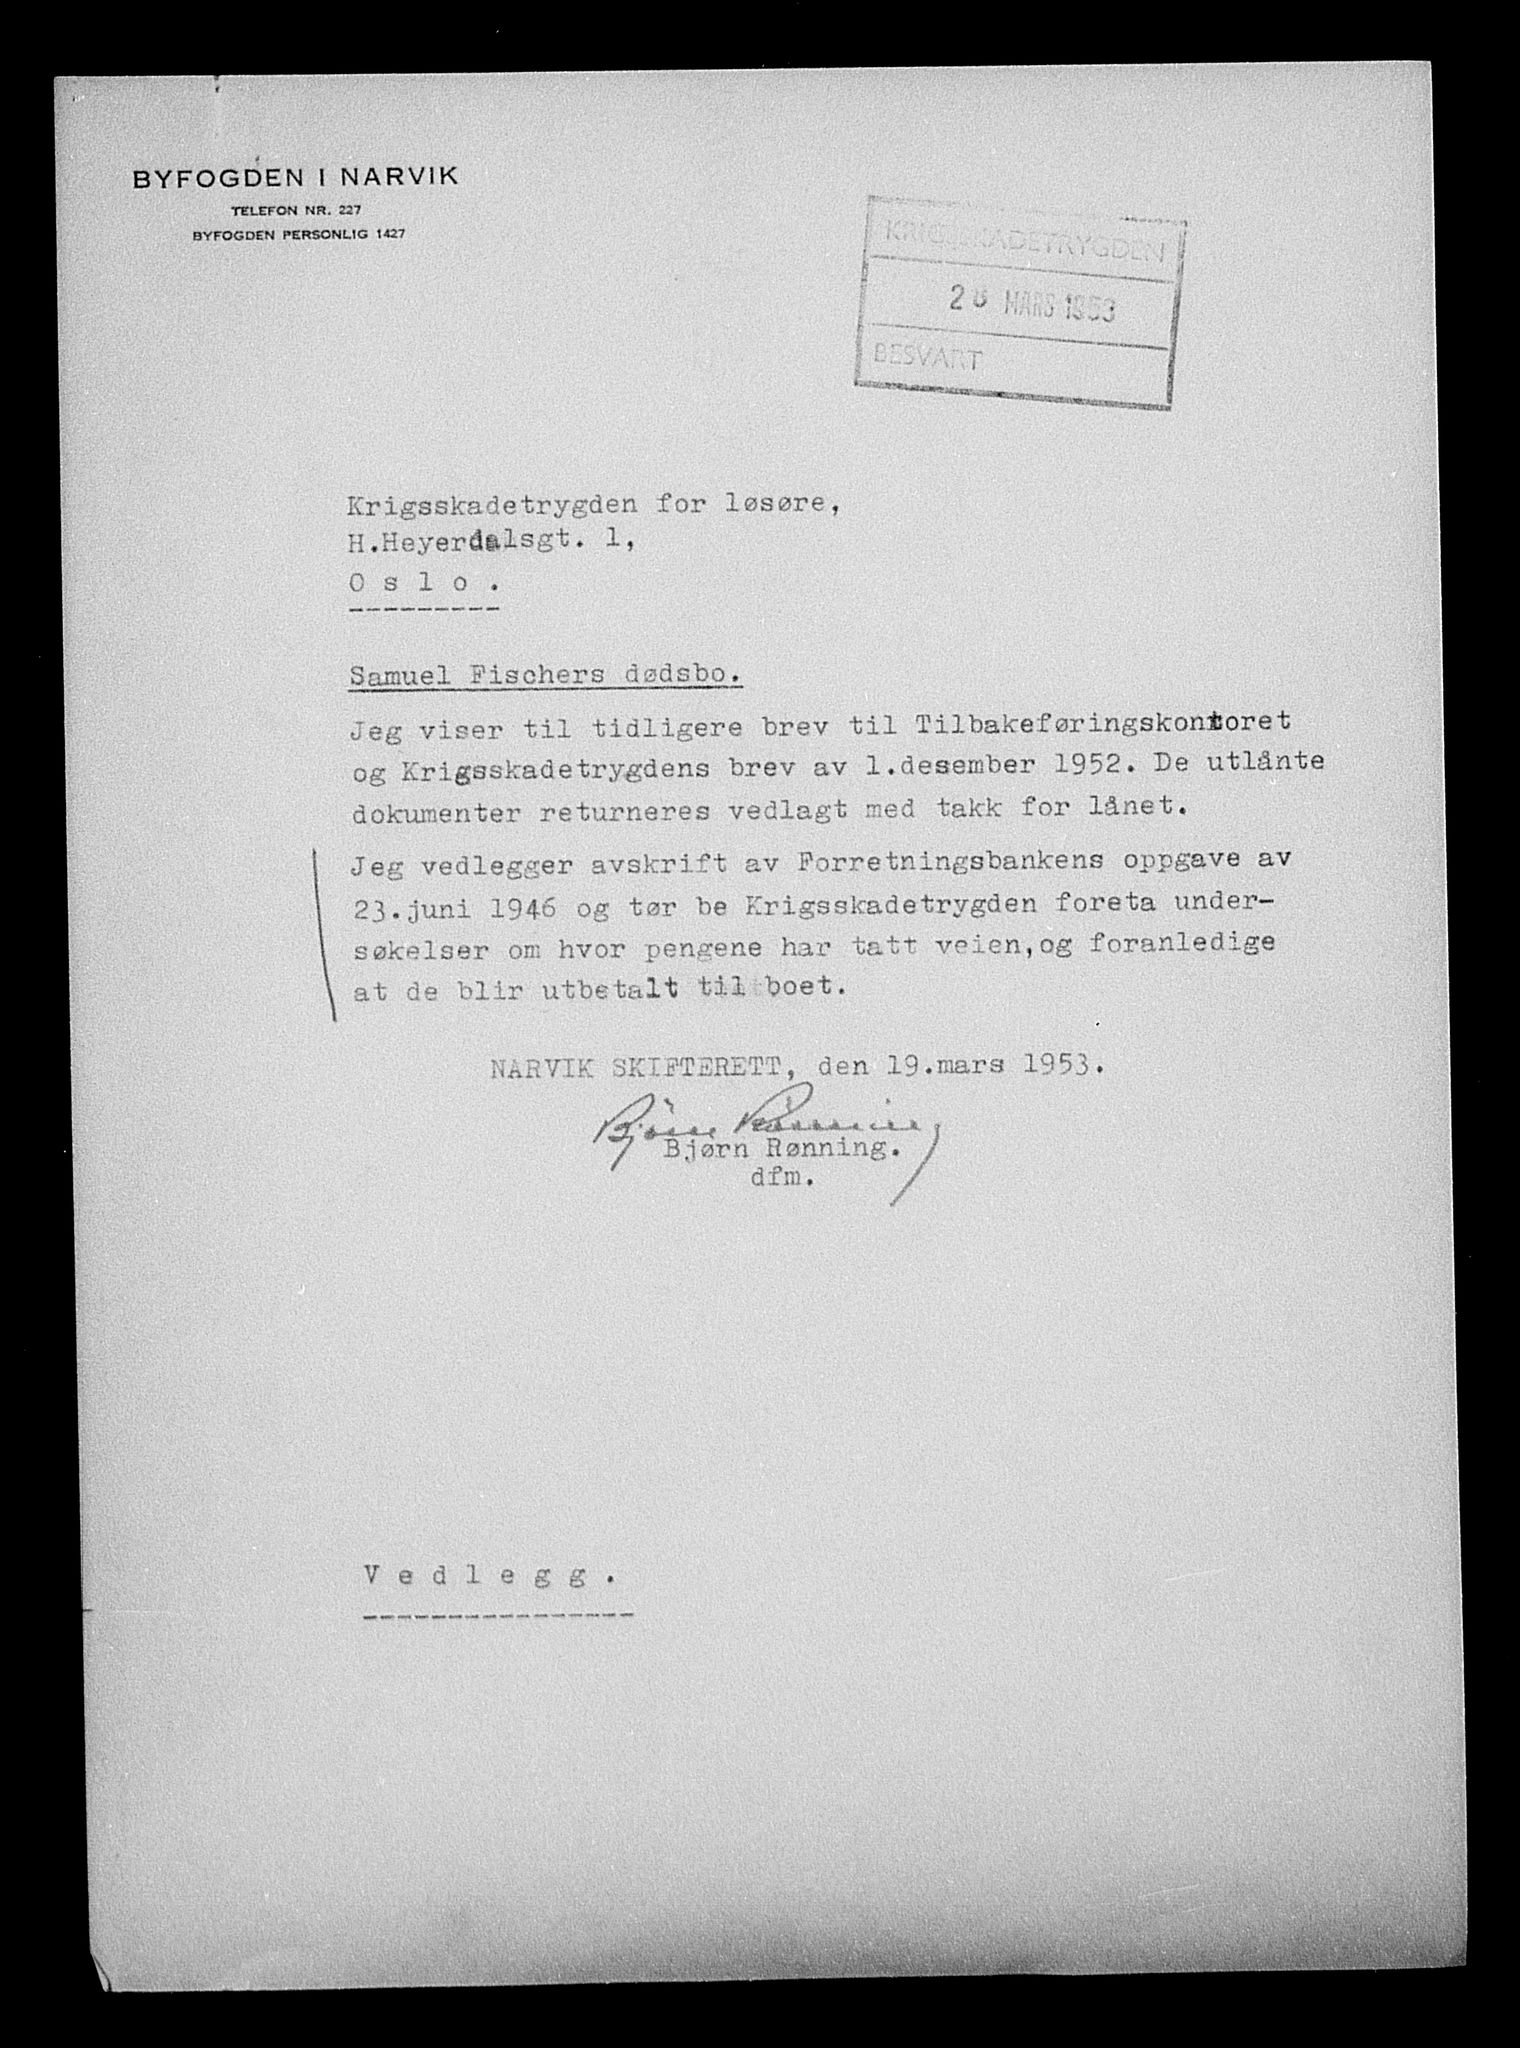 BYFOGDEN I NARVIK
TELEFON NR. 227
BYFOGDEN PERSONLIG 1427
KRIGSSKADETRYGDEN
MARS 1953
BESVART
Krigsskadetrygden for løsøre,
H.Heyerdalsgt. 1,
O s l o .
Samuel Fischers dødsbo.
Jeg viser til tidligere brev til Tilbakeføringskontoret
og Krigsskadetrygdens brev av 1.desember 1952. De utlånte
dokumenter returneres vedlagt med takk for lånet.
Jeg vedlegger avskrift av Forretningsbankens oppgave av
23.juni 1946 og tør be Krigsskadetrygden foreta under-
søkelser om hvor pengene har tatt veien,og foranledige
at de blir utbetalt til boet.
NARVIK SKIFTERETT, den 19.mars 1953.
Bjørn Rønning
Bjørn Rønning.
dfm.
V e d l e g g .